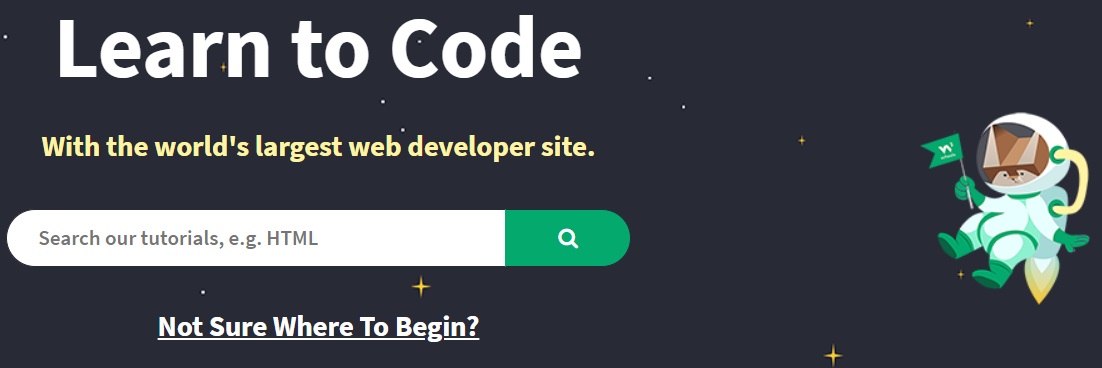 Learn to Code
With the world's largest web developer site.
Search our tutorials, e.g. HTML
Not Sure Where To Begin?